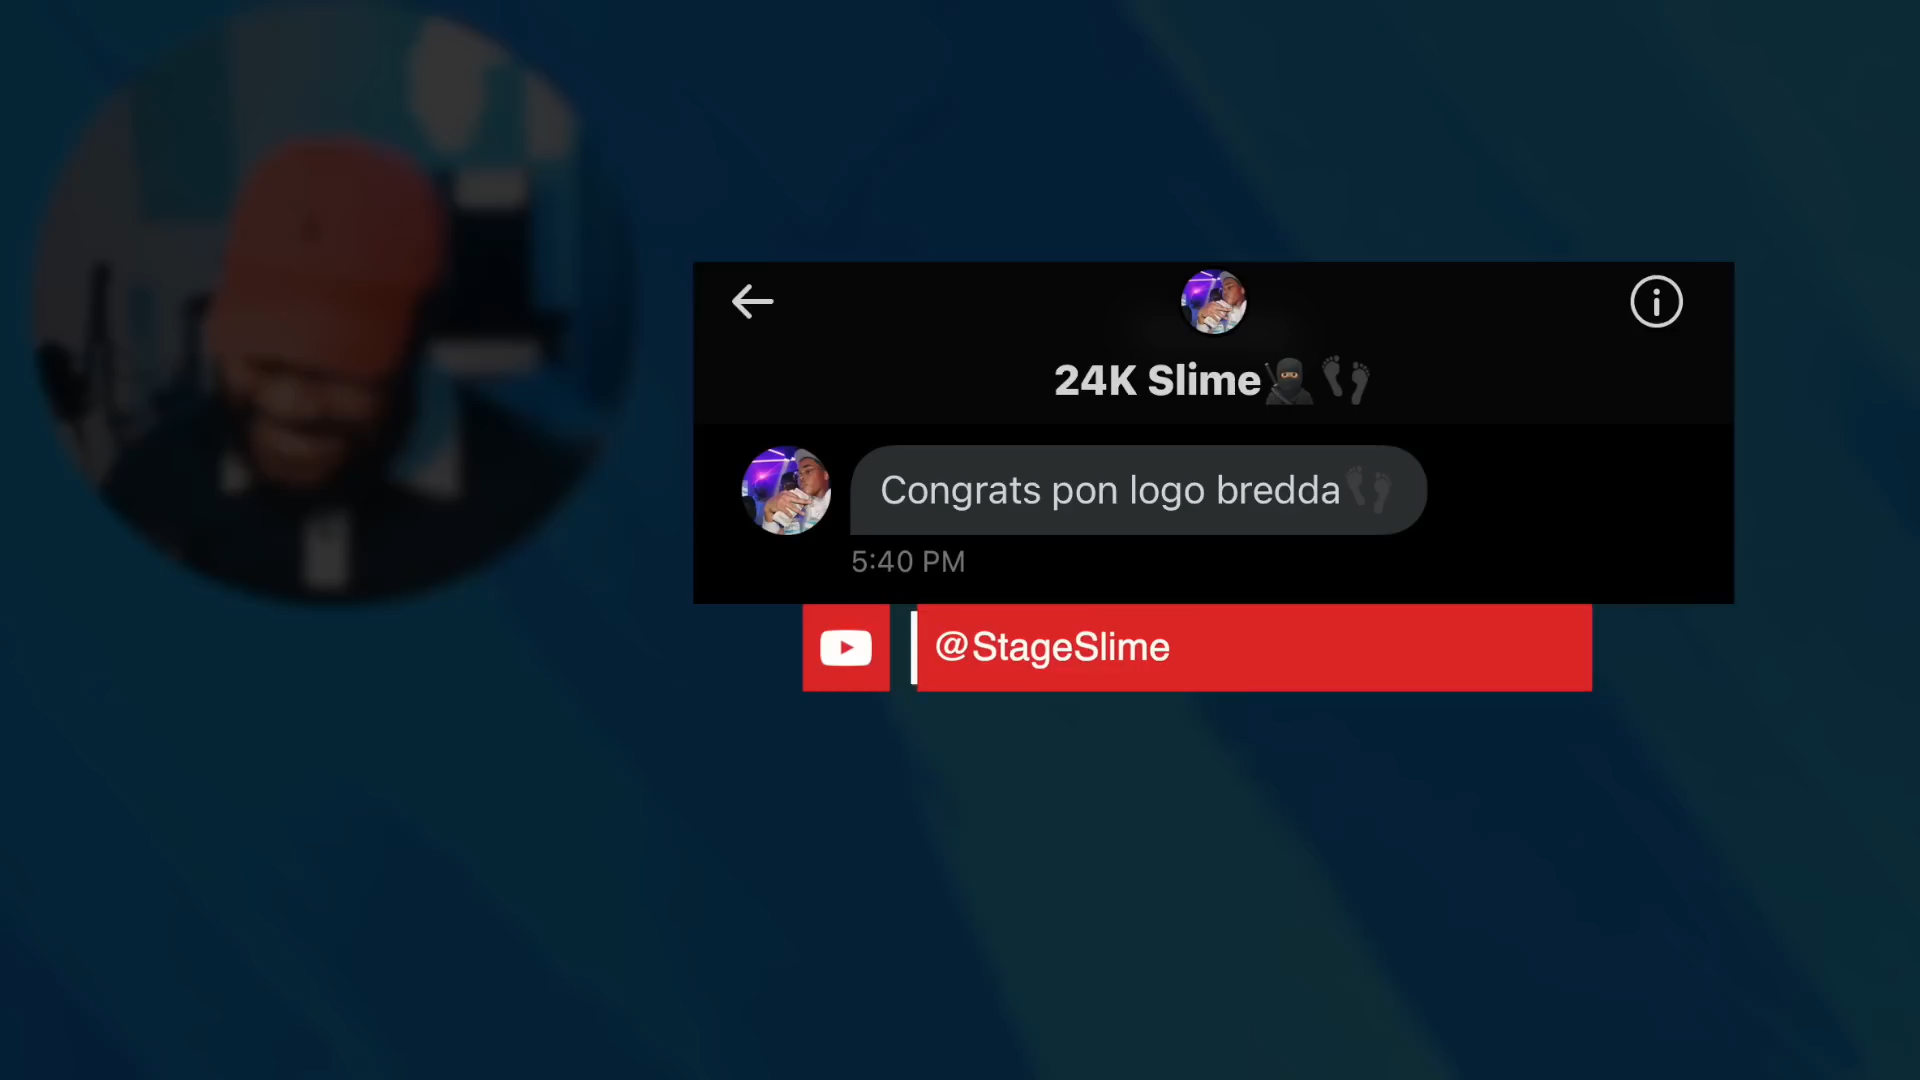 24K Slime🥷🏿👣
Congrats pon logo bredda👣
5:40 PM
@StageSlime